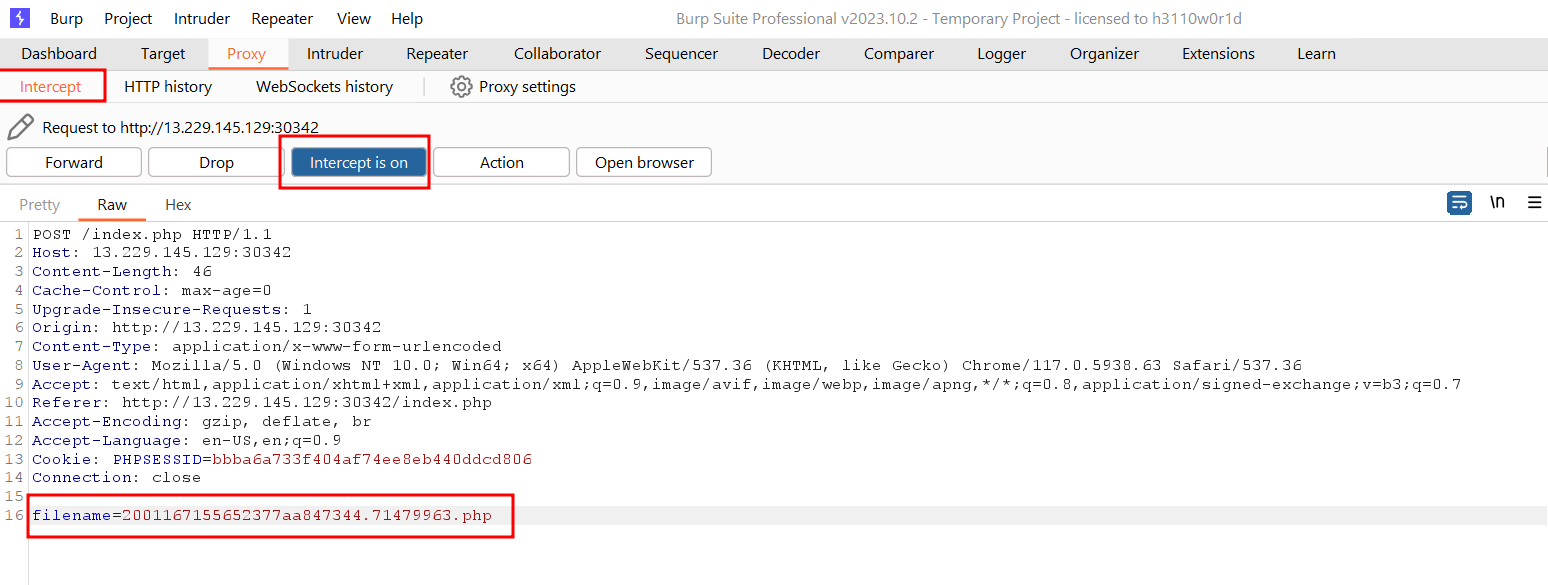 Burp Project Intruder Repeater View Help Burp Suite Professional v2023.10.2 - Temporary Project - licensed to h3110w0r1d
Dashboard Target Proxy Intruder Repeater Collaborator Sequencer Decoder Comparer Logger Organizer Extensions Learn
Intercept HTTP history WebSockets history Proxy settings
Request to http://13.229.145.129:30342
Forward Drop Intercept is on Action Open browser
Pretty Raw Hex \n
1 POST /index.php HTTP/1.1
2 Host: 13.229.145.129:30342
3 Content-Length: 46
4 Cache-Control: max-age=0
5 Upgrade-Insecure-Requests: 1
6 Origin: http://13.229.145.129:30342
7 Content-Type: application/x-www-form-urlencoded
8 User-Agent: Mozilla/5.0 (Windows NT 10.0; Win64; x64) AppleWebKit/537.36 (KHTML, like Gecko) Chrome/117.0.5938.63 Safari/537.36
9 Accept: text/html,application/xhtml+xml,application/xml;q=0.9,image/avif,image/webp,image/apng,*/*;q=0.8,application/signed-exchange;v=b3;q=0.7
10 Referer: http://13.229.145.129:30342/index.php
11 Accept-Encoding: gzip, deflate, br
12 Accept-Language: en-US,en;q=0.9
13 Cookie: PHPSESSID=bbba6a733f404af74ee8eb440ddcd806
14 Connection: close
15
16 filename=2001167155652377aa847344.71479963.php